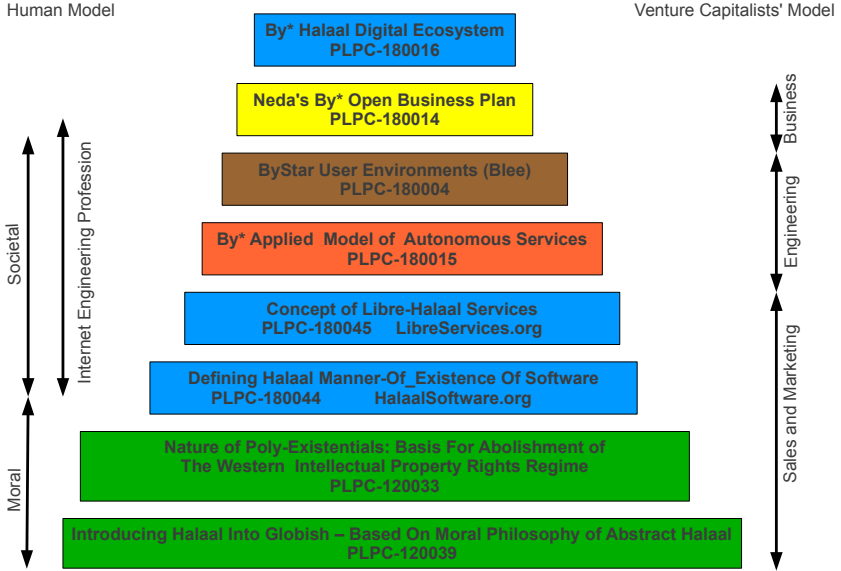 Human Model
Venture Capitalists' Model
By* Halaal Digital Ecosystem
PLPC-180016
Neda's By* Open Business Plan
PLPC-180014
ByStar User Environments (Blee)
PLPC-180004
By* Applied Model of Autonomous Services
PLPC-180015
Concept of Libre-Halaal Services
PLPC-180045 LibreServices.org
Defining Halaal Manner-Of_Existence Of Software
PLPC-180044 HalaalSoftware.org
Nature of Poly-Existentials: Basis For Abolishment of
The Western Intellectual Property Rights Regime
PLPC-120033
Introducing Halaal Into Globish – Based On Moral Philosophy of Abstract Halaal
PLPC-120039
Societal
Moral
Internet Engineering Profession
Business
Engineering
Sales and Marketing